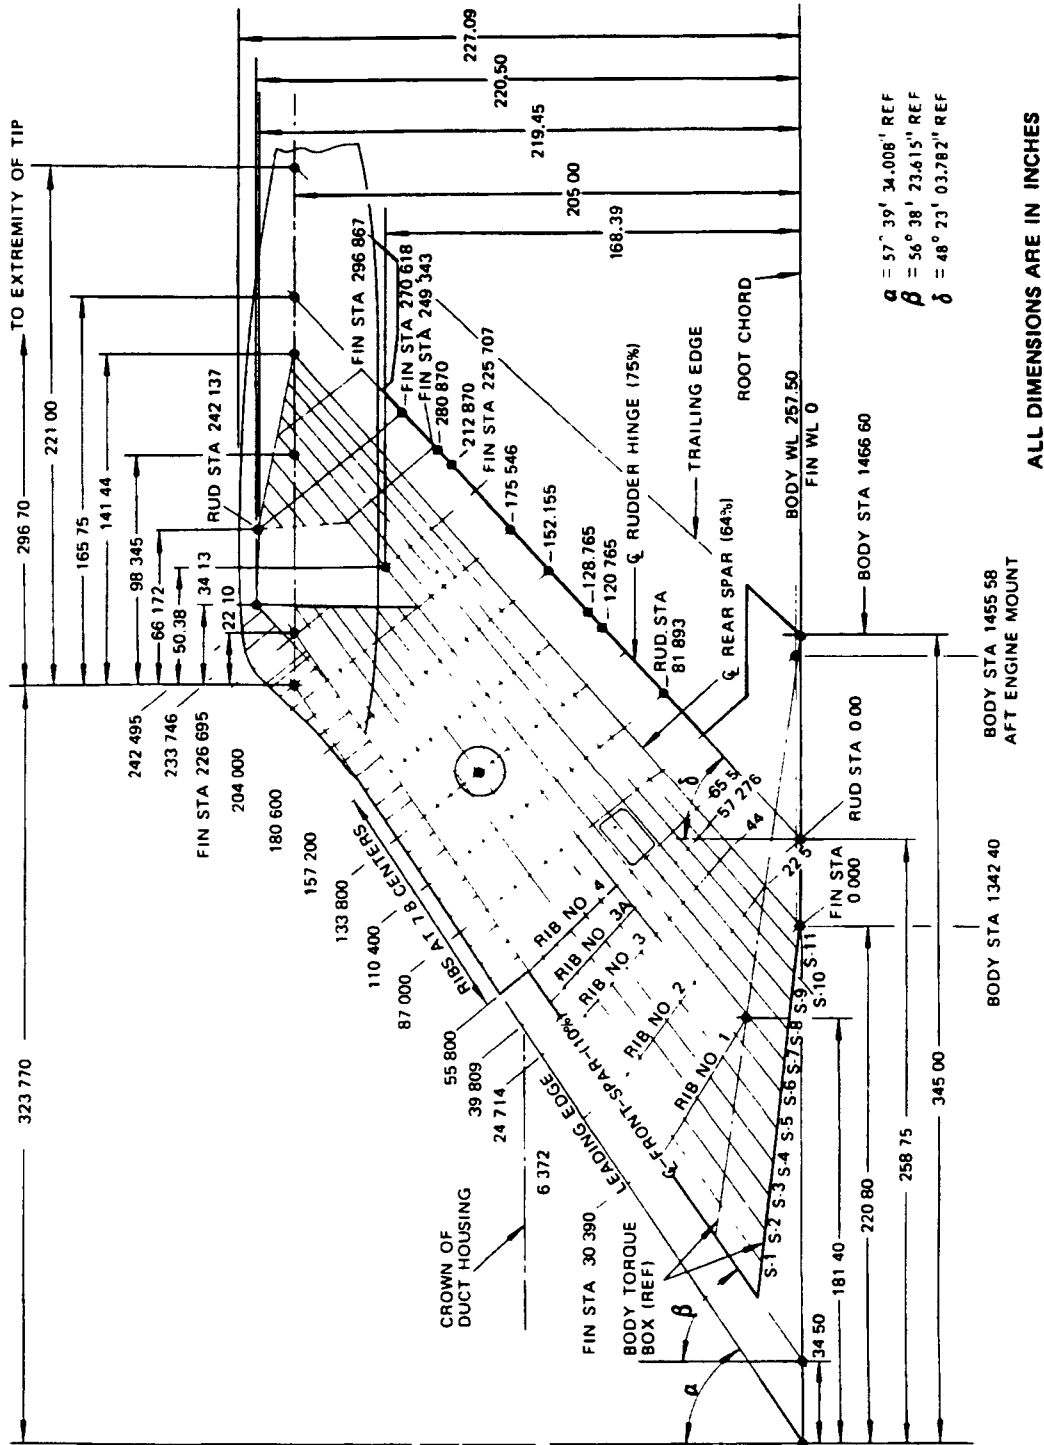 323 770
296 70
TO EXTREMITY OF TIP
221 00
165 75
141 44
98 345
66 172
50.38
34 13
22 10
RUD STA 242 137
242 495
233 746
FIN STA 226 695
204 000
180 600
157 200
133 800
110 400
87 000
55 800
39 809
24 714
6 372
FIN STA 30 390
RIBS AT 7.8 CENTERS
LEADING EDGE
℄-FRONT-SPAR-(10%)
CROWN OF
DUCT HOUSING
BODY TORQUE
BOX (REF)
RIB NO 4
RIB NO 3A
RIB NO 3
RIB NO 2
RIB NO 1
FIN STA 296 867
FIN STA 270 618
FIN STA 249 343
280 870
212 870
FIN STA 225 707
175 546
152.155
128.765
120 765
RUD.STA
81 893
℄ RUDDER HINGE (75%)
TRAILING EDGE
℄ REAR SPAR (64%)
ROOT CHORD
BODY WL 257.50
FIN WL 0
227.09
220.50
219.45
205 00
168.39
65 5
57 276
44
22 5
δ
β
α
S-1
S-2
S-3
S-4
S-5
S-6
S-7
S-8
S-9
S-10
S-11
FIN STA
0 000
RUD STA 0 00
BODY STA 1466 60
BODY STA 1455 58
AFT ENGINE MOUNT
BODY STA 1342 40
34 50
181 40
220 80
258 75
345 00
α = 57° 39' 34.008" REF
β = 56° 38' 23.615" REF
δ = 48° 23' 03.782" REF
ALL DIMENSIONS ARE IN INCHES